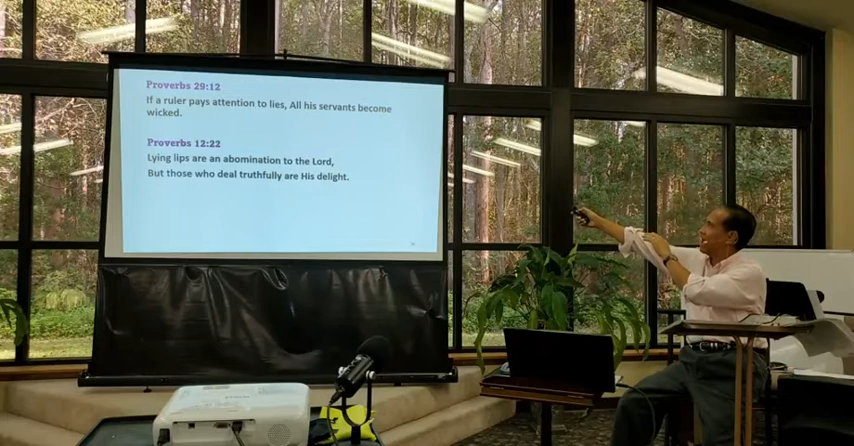 Proverbs 29:12
If a ruler pays attention to lies, All his servants become
wicked.
Proverbs 12:22
Lying lips are an abomination to the Lord,
But those who deal truthfully are His delight.